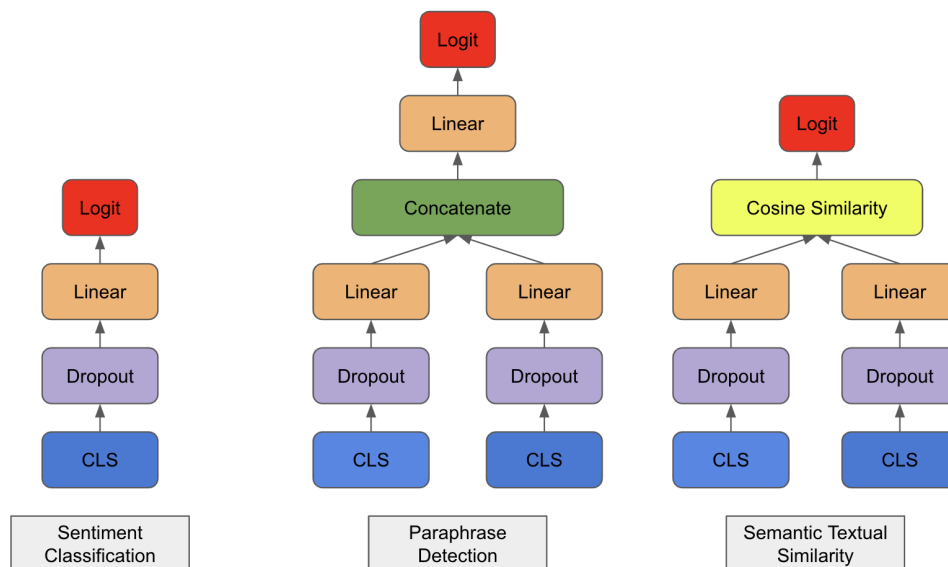 Logit
Linear
Logit
Logit
Concatenate
Cosine Similarity
Linear
Linear
Linear
Linear
Linear
Dropout
Dropout
Dropout
Dropout
Dropout
CLS
CLS
CLS
CLS
CLS
Sentiment
Classification
Paraphrase
Detection
Semantic Textual
Similarity